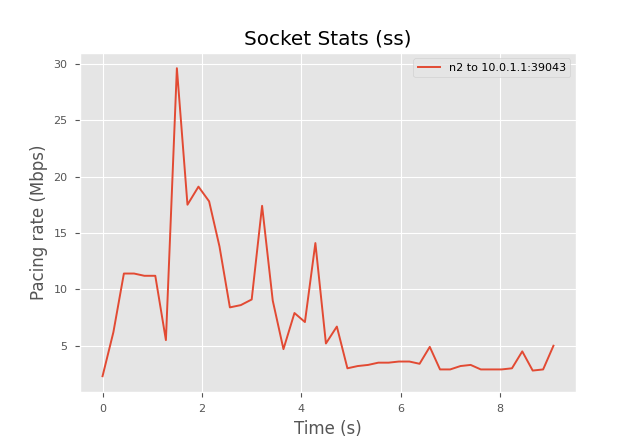 Socket Stats (ss)
n2 to 10.0.1.1:39043
Pacing rate (Mbps)
30
25
20
15
10
5
0 2 4 6 8
Time (s)